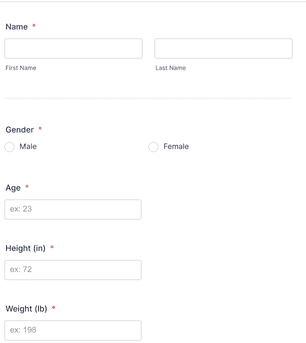 Name *
First Name Last Name
Gender *
Male Female
Age *
ex: 23
Height (in) *
ex: 72
Weight (lb) *
ex: 198